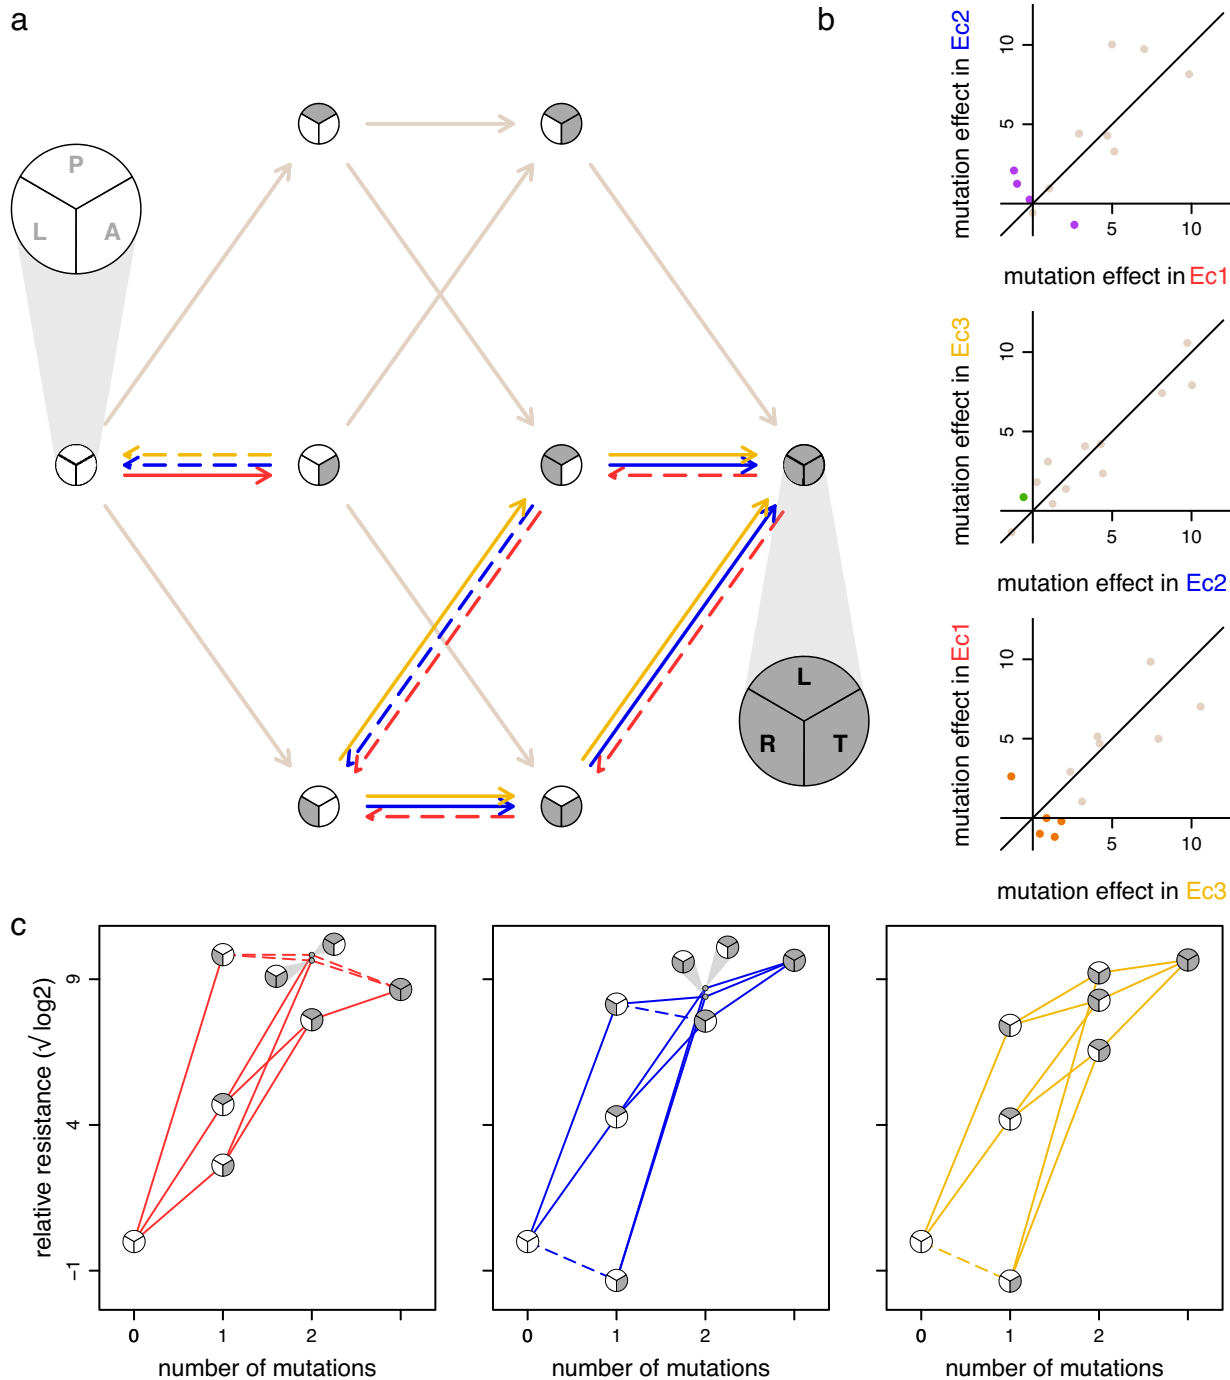 a
P
L A
L
R T
b
mutation effect in Ec2
10
5
5 10
mutation effect in Ec1
mutation effect in Ec3
10
5
5 10
mutation effect in Ec2
mutation effect in Ec1
10
5
5 10
mutation effect in Ec3
c
relative resistance (√ log2)
9
4
−1
0 1 2
number of mutations
0 1 2
number of mutations
0 1 2
number of mutations